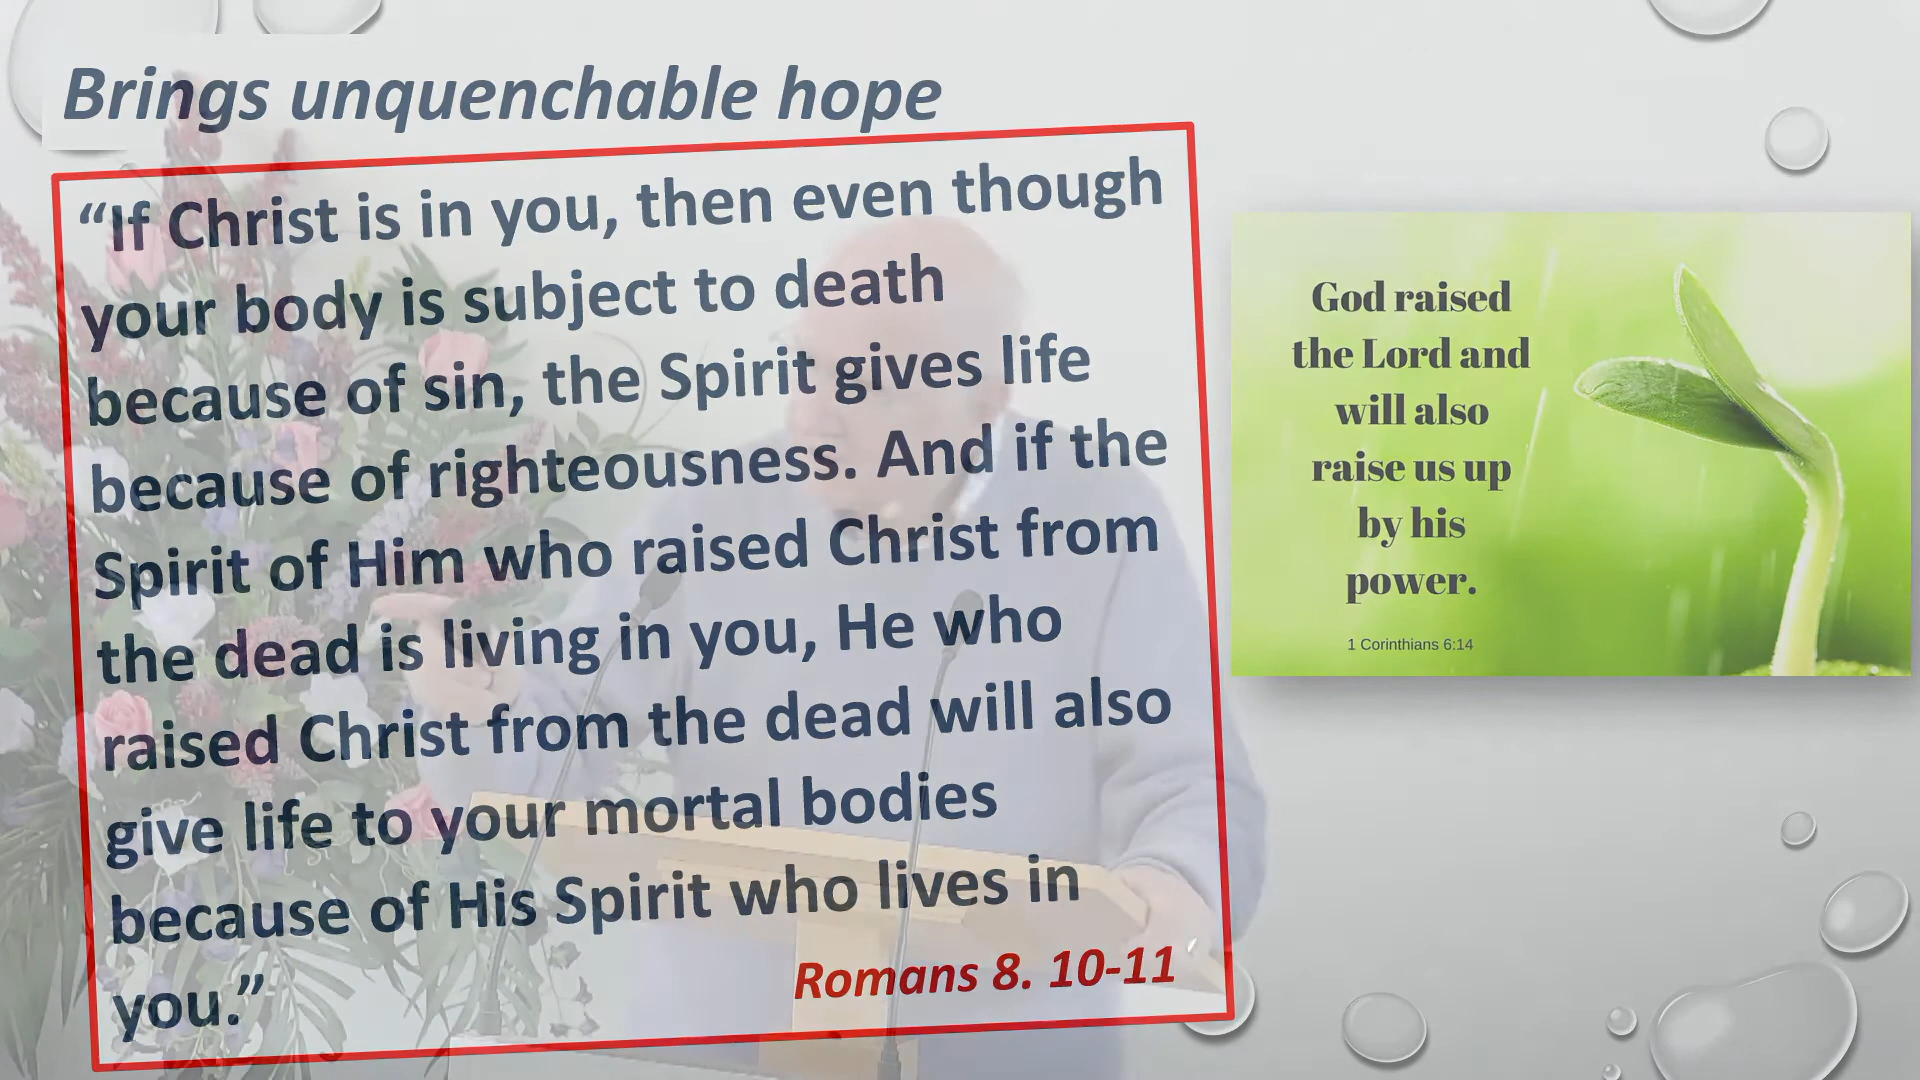 Brings unquenchable hope
“If Christ is in you, then even though
your body is subject to death
because of sin, the Spirit gives life
because of righteousness. And if the
Spirit of Him who raised Christ from
the dead is living in you, He who
raised Christ from the dead will also
give life to your mortal bodies
because of His Spirit who lives in
you.”
Romans 8. 10-11
God raised
the Lord and
will also
raise us up
by his
power.
1 Corinthians 6:14